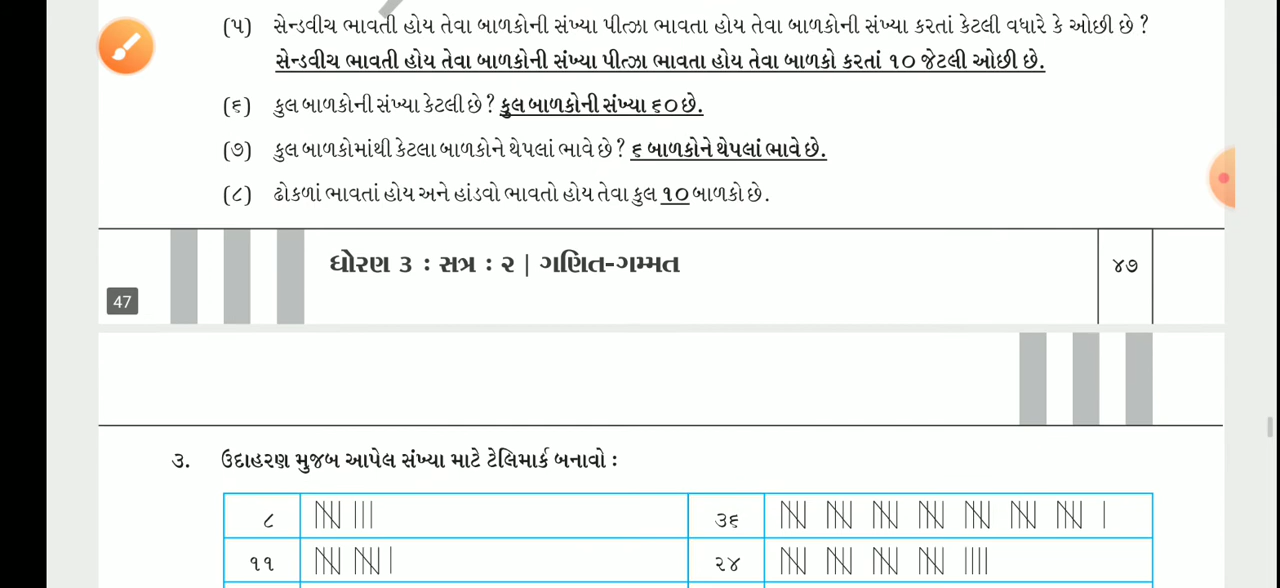 (૫) સેન્ડવીચ ભાવતી હોય તેવા બાળકોની સંખ્યા પીત્ઝા ભાવતા હોય તેવા બાળકોની સંખ્યા કરતાં કેટલી વધારે કે ઓછી છે ?
સેન્ડવીચ ભાવતી હોય તેવા બાળકોની સંખ્યા પીત્ઝા ભાવતા હોય તેવા બાળકો કરતાં ૧૦ જેટલી ઓછી છે.
(૬) કુલ બાળકોની સંખ્યા કેટલી છે ? કુલ બાળકોની સંખ્યા ૬૦ છે.
(૭) કુલ બાળકોમાંથી કેટલા બાળકોને થેપલાં ભાવે છે ? ૬ બાળકોને થેપલાં ભાવે છે.
(૮) ઢોકળાં ભાવતાં હોય અને હાંડવો ભાવતો હોય તેવા કુલ ૧૦ બાળકો છે.
ધોરણ 3 : સત્ર : ૨ | ગણિત-ગમ્મત
૪૭
47
૩. ઉદાહરણ મુજબ આપેલ સંખ્યા માટે ટેલિમાર્ક બનાવો :
૮ ૩૬
૧૧ ૨૪